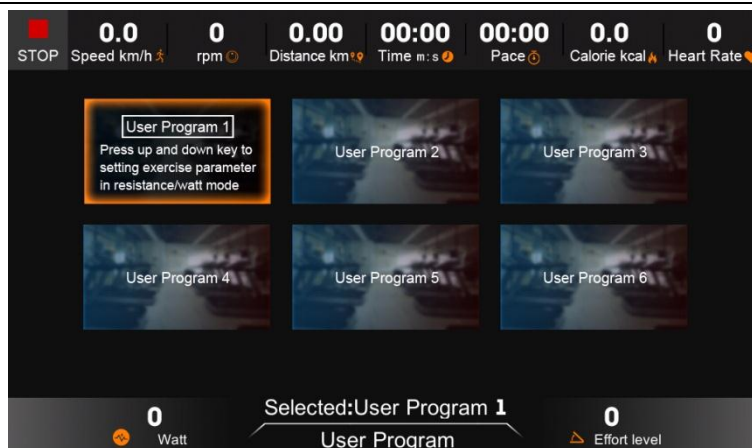 STOP
0.0
Speed km/h
0
rpm
0.00
Distance km
00:00
Time m:s
00:00
Pace
0.0
Calorie kcal
0
Heart Rate
User Program 1
Press up and down key to
setting exercise parameter
in resistance/watt mode
User Program 2
User Program 3
User Program 4
User Program 5
User Program 6
0
Watt
Selected:User Program 1
User Program
0
Effort level